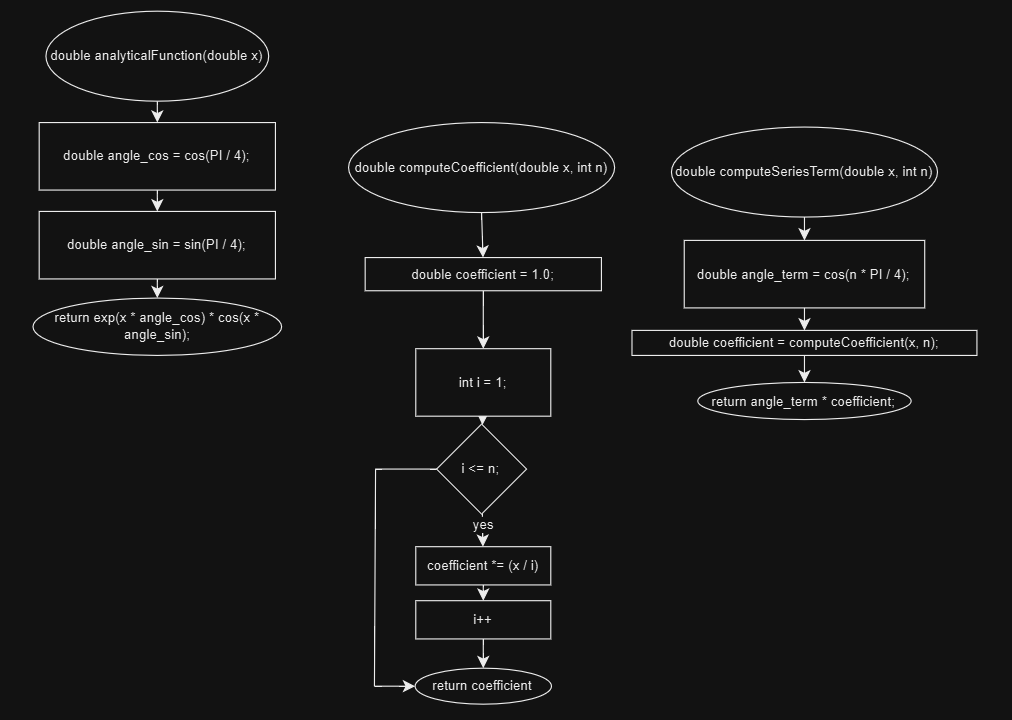 double analyticalFunction(double x)
double angle_cos = cos(PI / 4);
double angle_sin = sin(PI / 4);
return exp(x * angle_cos) * cos(x *
angle_sin);
double computeCoefficient(double x, int n)
double coefficient = 1.0;
int i = 1;
i <= n;
yes
coefficient *= (x / i)
i++
return coefficient
double computeSeriesTerm(double x, int n)
double angle_term = cos(n * PI / 4);
double coefficient = computeCoefficient(x, n);
return angle_term * coefficient;